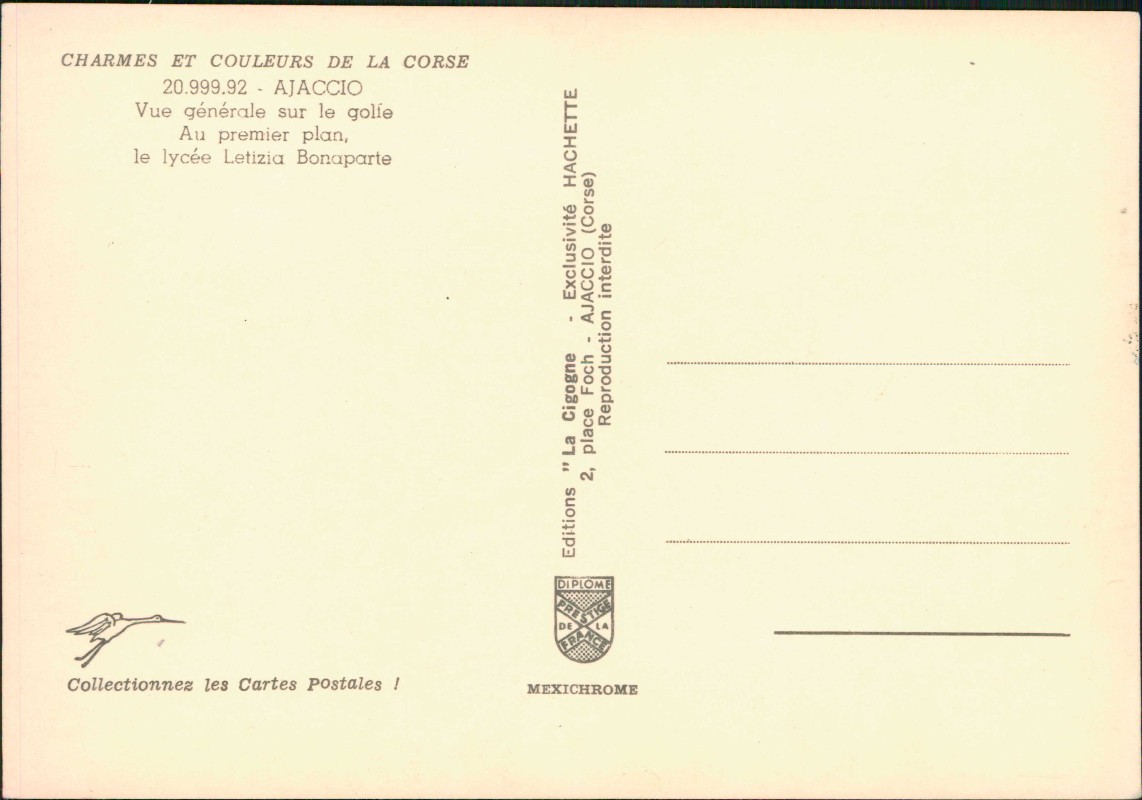 CHARMES ET COULEURS DE LA CORSE
20.999.92 - AJACCIO
Vue générale sur le golfe
Au premier plan,
le lycée Letizia Bonaparte
Editions " La Cigogne - Exclusivité HACHETTE
2, place Foch - AJACCIO (Corse)
Reproduction interdite
DIPLOME
PRESTIGE
DE LA
FRANCE
MEXICHROME
Collectionnez les Cartes Postales !